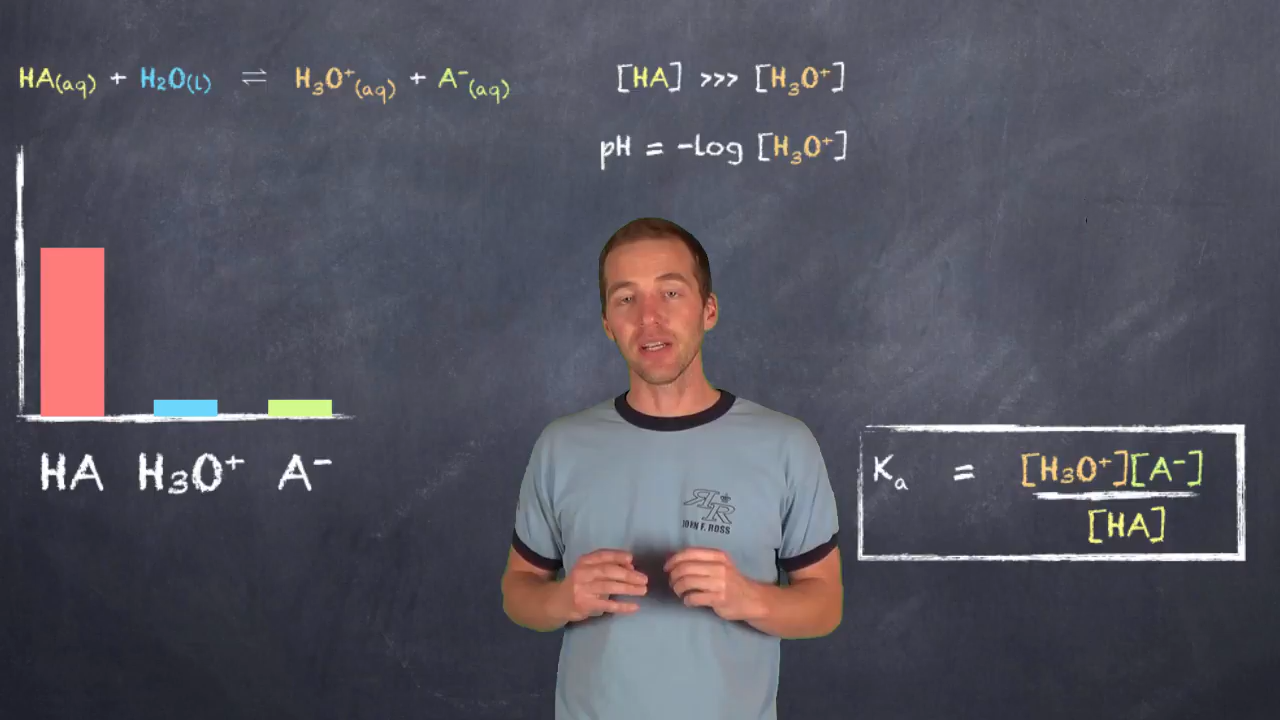 HA(aq) + H₂O(l) ⇌ H₃O⁺(aq) + A⁻(aq)
[HA] >>> [H₃O⁺]
pH = -log [H₃O⁺]
HA H₃O⁺ A⁻
JOHN F. ROSS
Kₐ = [H₃O⁺][A⁻]
[HA]